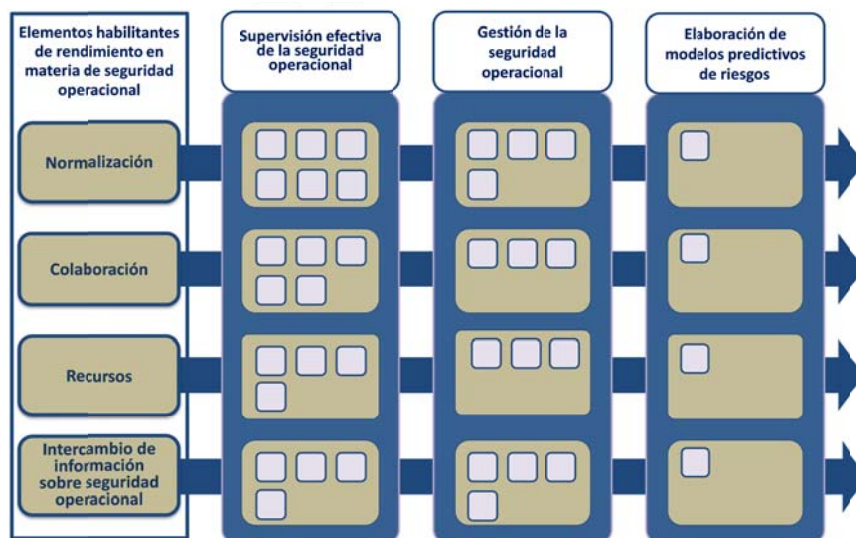 Elementos habilitantes
de rendimiento en
materia de seguridad
operacional
Supervisión efectiva
de la seguridad
operacional
Gestión de la
seguridad
operacional
Elaboración de
modelos predictivos
de riesgos
Normalización
Colaboración
Recursos
Intercambio de
información
sobre seguridad
operacional